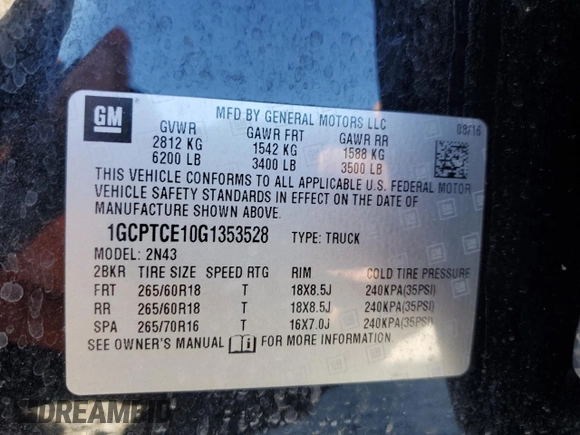 GM
MFD BY GENERAL MOTORS LLC 08/16
GVWR GAWR FRT GAWR RR
2812 KG 1542 KG 1588 KG
6200 LB 3400 LB 3500 LB
THIS VEHICLE CONFORMS TO ALL APPLICABLE U.S. FEDERAL MOTOR
VEHICLE SAFETY STANDARDS IN EFFECT ON THE DATE OF
MANUFACTURE SHOWN ABOVE.
1GCPTCE10G1353528 TYPE: TRUCK
MODEL: 2N43
2BKR TIRE SIZE SPEED RTG RIM COLD TIRE PRESSURE
FRT 265/60R18 T 18X8.5J 240KPA(35PSI)
RR 265/60R18 T 18X8.5J 240KPA(35PSI)
SPA 265/70R16 T 16X7.0J 240KPA(35PSI)
SEE OWNER'S MANUAL FOR MORE INFORMATION.
DREAMBID